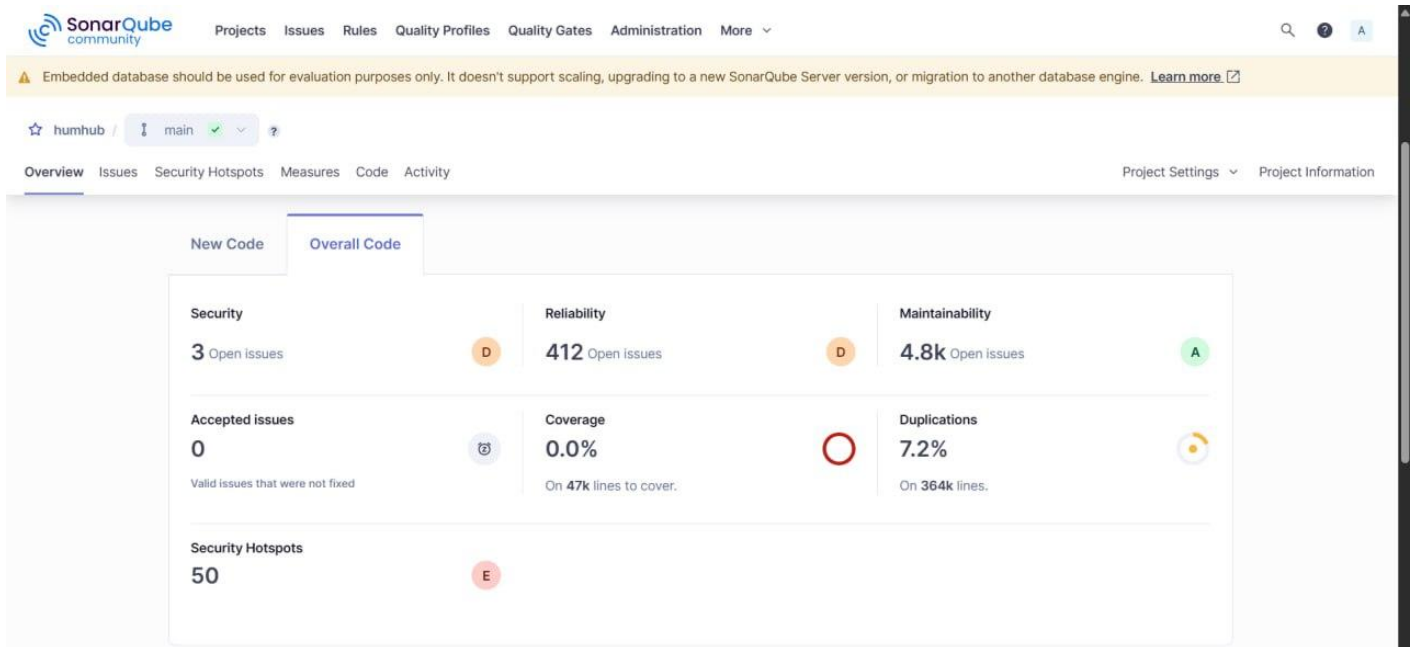 SonarQube
community
Projects Issues Rules Quality Profiles Quality Gates Administration More
? A
Embedded database should be used for evaluation purposes only. It doesn't support scaling, upgrading to a new SonarQube Server version, or migration to another database engine. Learn more
humhub / main ?
Overview Issues Security Hotspots Measures Code Activity Project Settings Project Information
New Code Overall Code
Security Reliability Maintainability
3 Open issues D 412 Open issues D 4.8k Open issues A
Accepted issues Coverage Duplications
0 0.0% 7.2%
Valid issues that were not fixed On 47k lines to cover. On 364k lines.
Security Hotspots
50 E